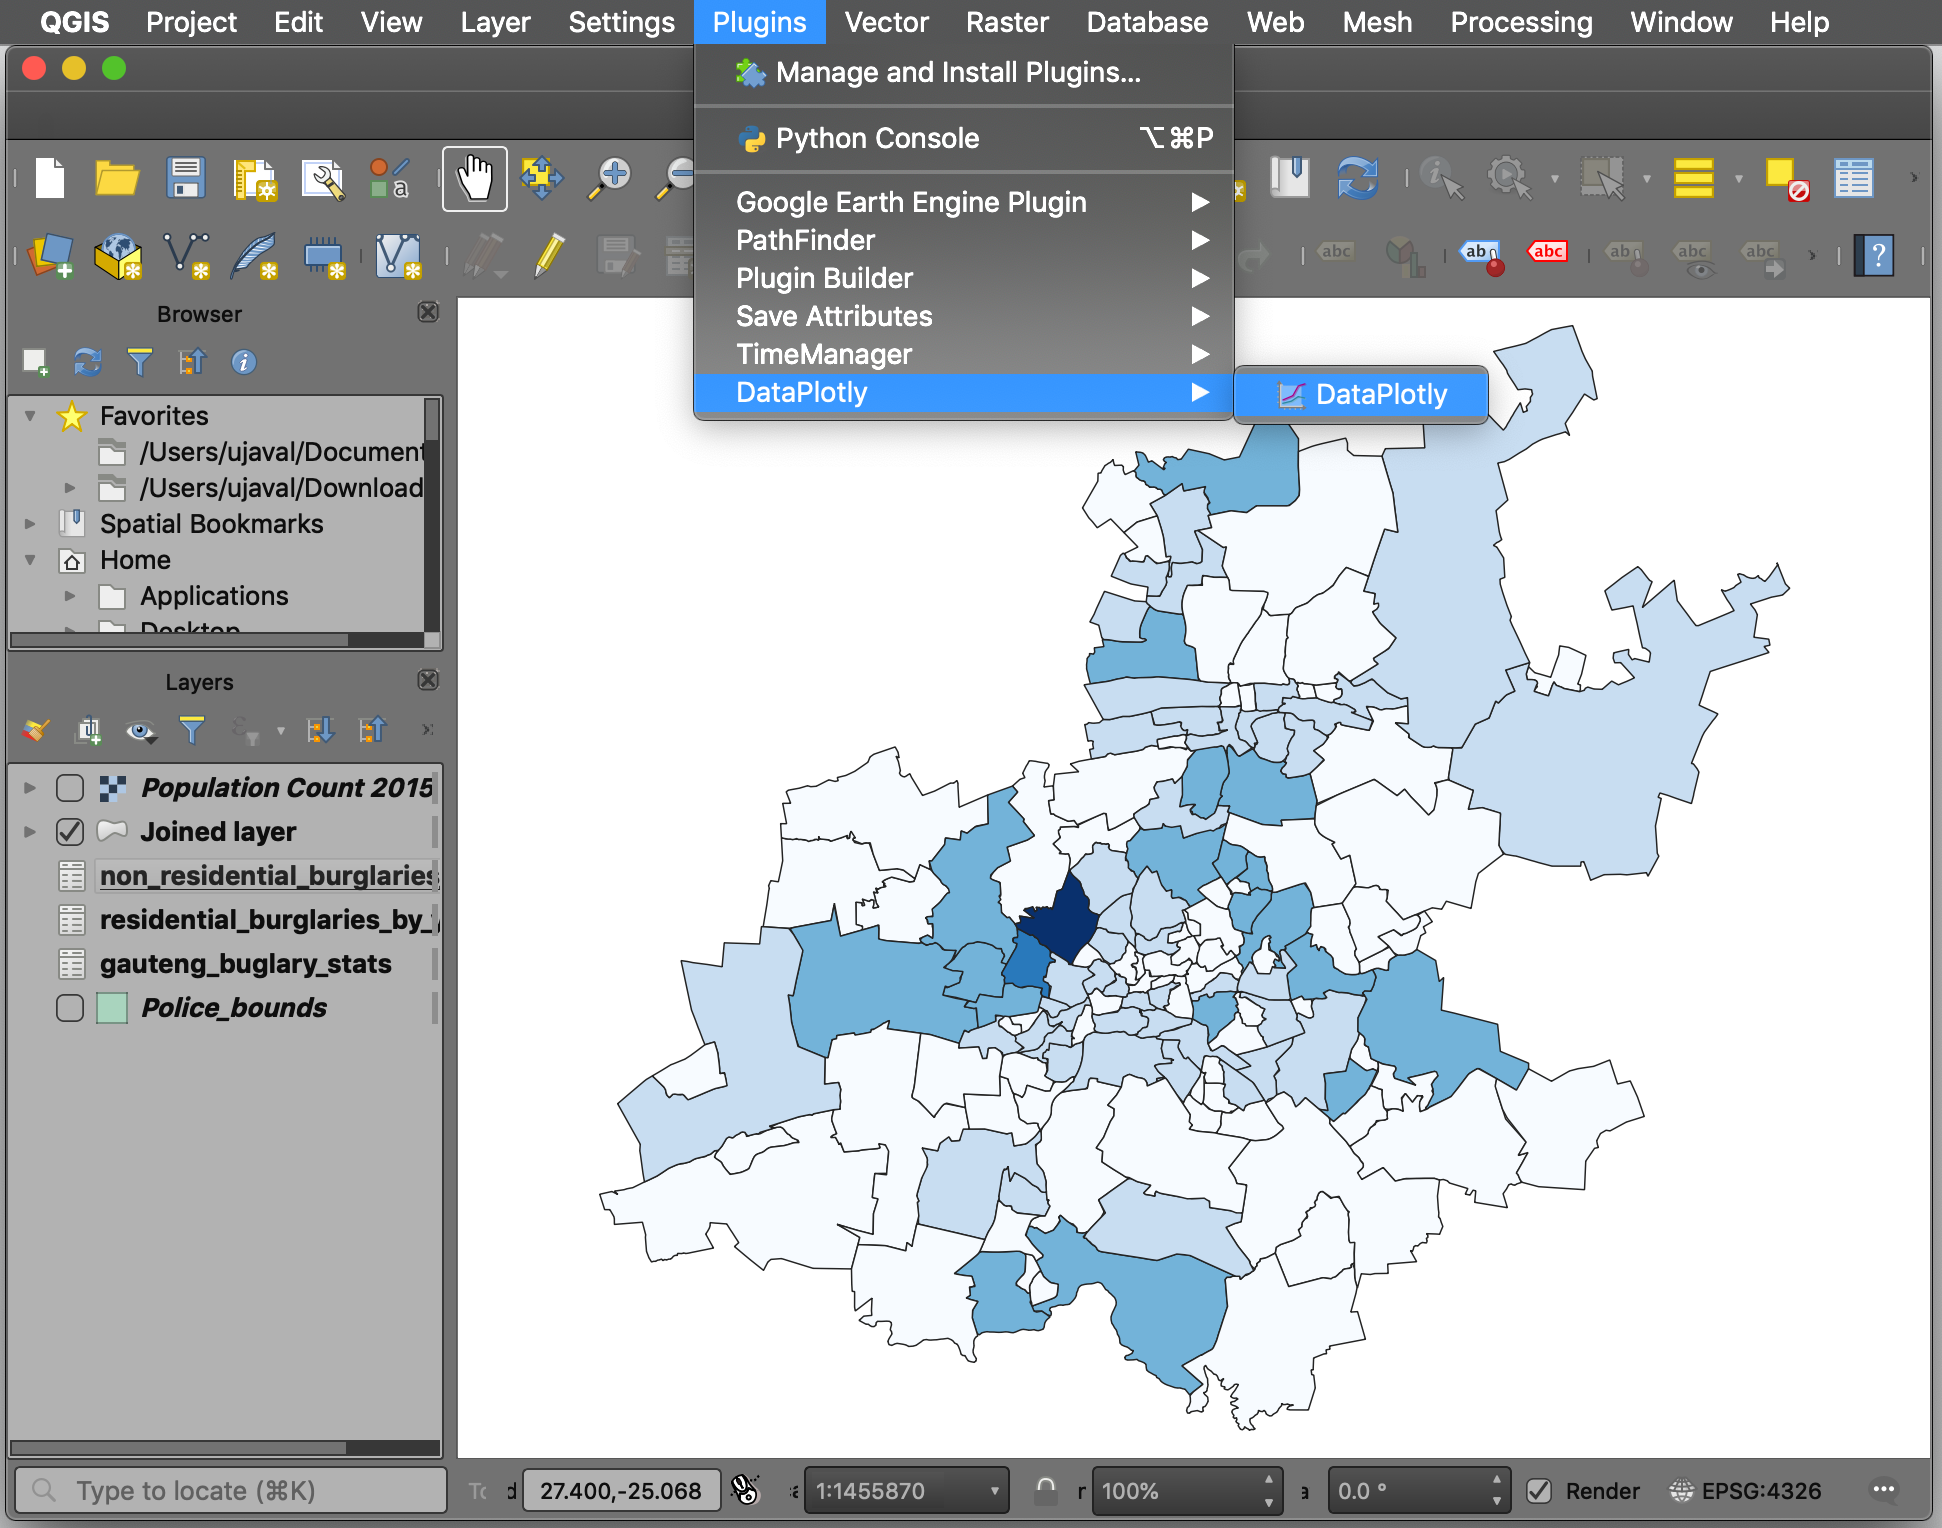 QGIS Project Edit View Layer Settings Plugins Vector Raster Database Web Mesh Processing Window Help
Manage and Install Plugins...
Python Console ⌥⌘P
Google Earth Engine Plugin
PathFinder
Plugin Builder
Save Attributes
TimeManager
DataPlotly
DataPlotly
a
abc
ab
abc
ab
abc
abc
?
Browser
Favorites
/Users/ujaval/Document
/Users/ujaval/Download
Spatial Bookmarks
Home
Applications
Desktop
Layers
Population Count 2015
Joined layer
non_residential_burglaries
residential_burglaries_by_
gauteng_buglary_stats
Police_bounds
Type to locate (⌘K)
27.400,-25.068
1:1455870
r
100%
a
0.0 °
Render
EPSG:4326